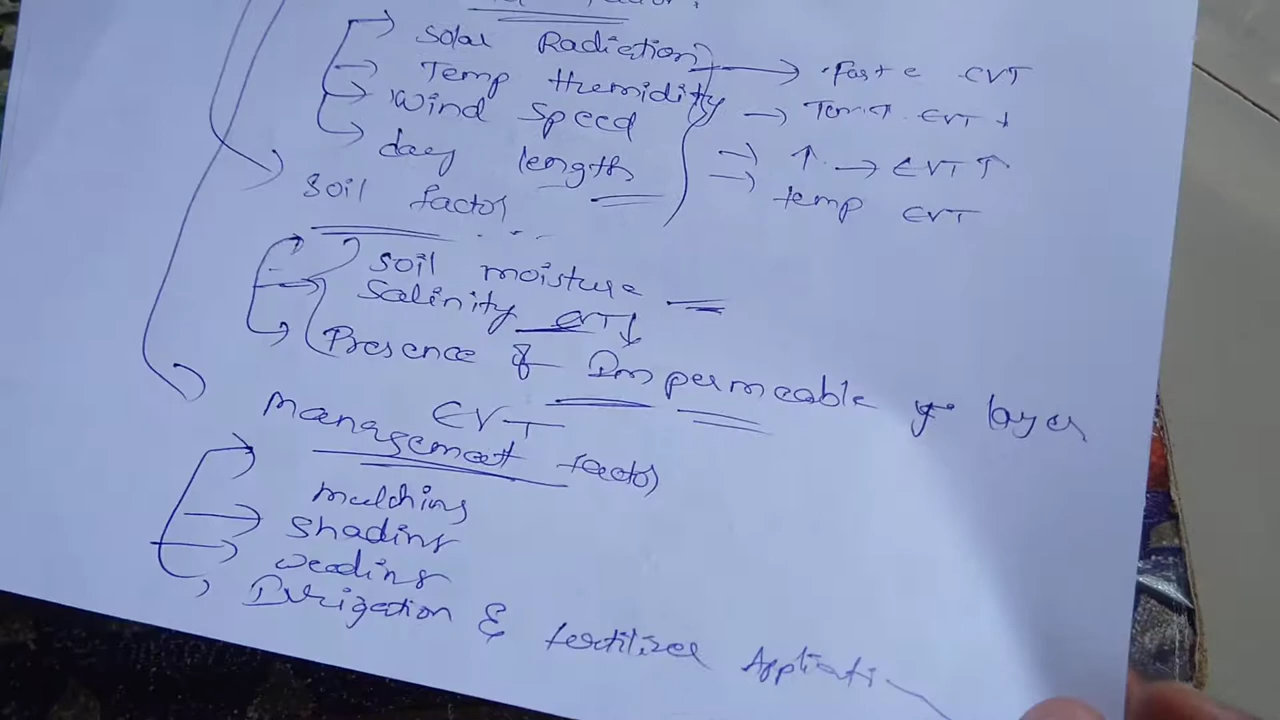 factor:
Solar Radiation → Faste EVT
Temp Humidity → EVT ↓
Wind Speed → ↑ → EVT ↑
day length → temp EVT
Soil factor
Soil moisture
Salinity EVT ↓
Presence of Impermeable layer
EVT
Management factor
mulching
Shading
Weeding
Irrigation & fertilizer Applicati